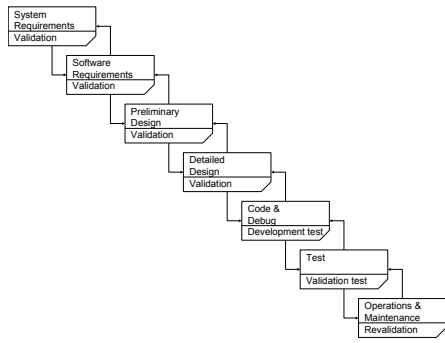 System
Requirements
Validation
Software
Requirements
Validation
Preliminary
Design
Validation
Detailed
Design
Validation
Code &
Debug
Development test
Test
Validation test
Operations &
Maintenance
Revalidation